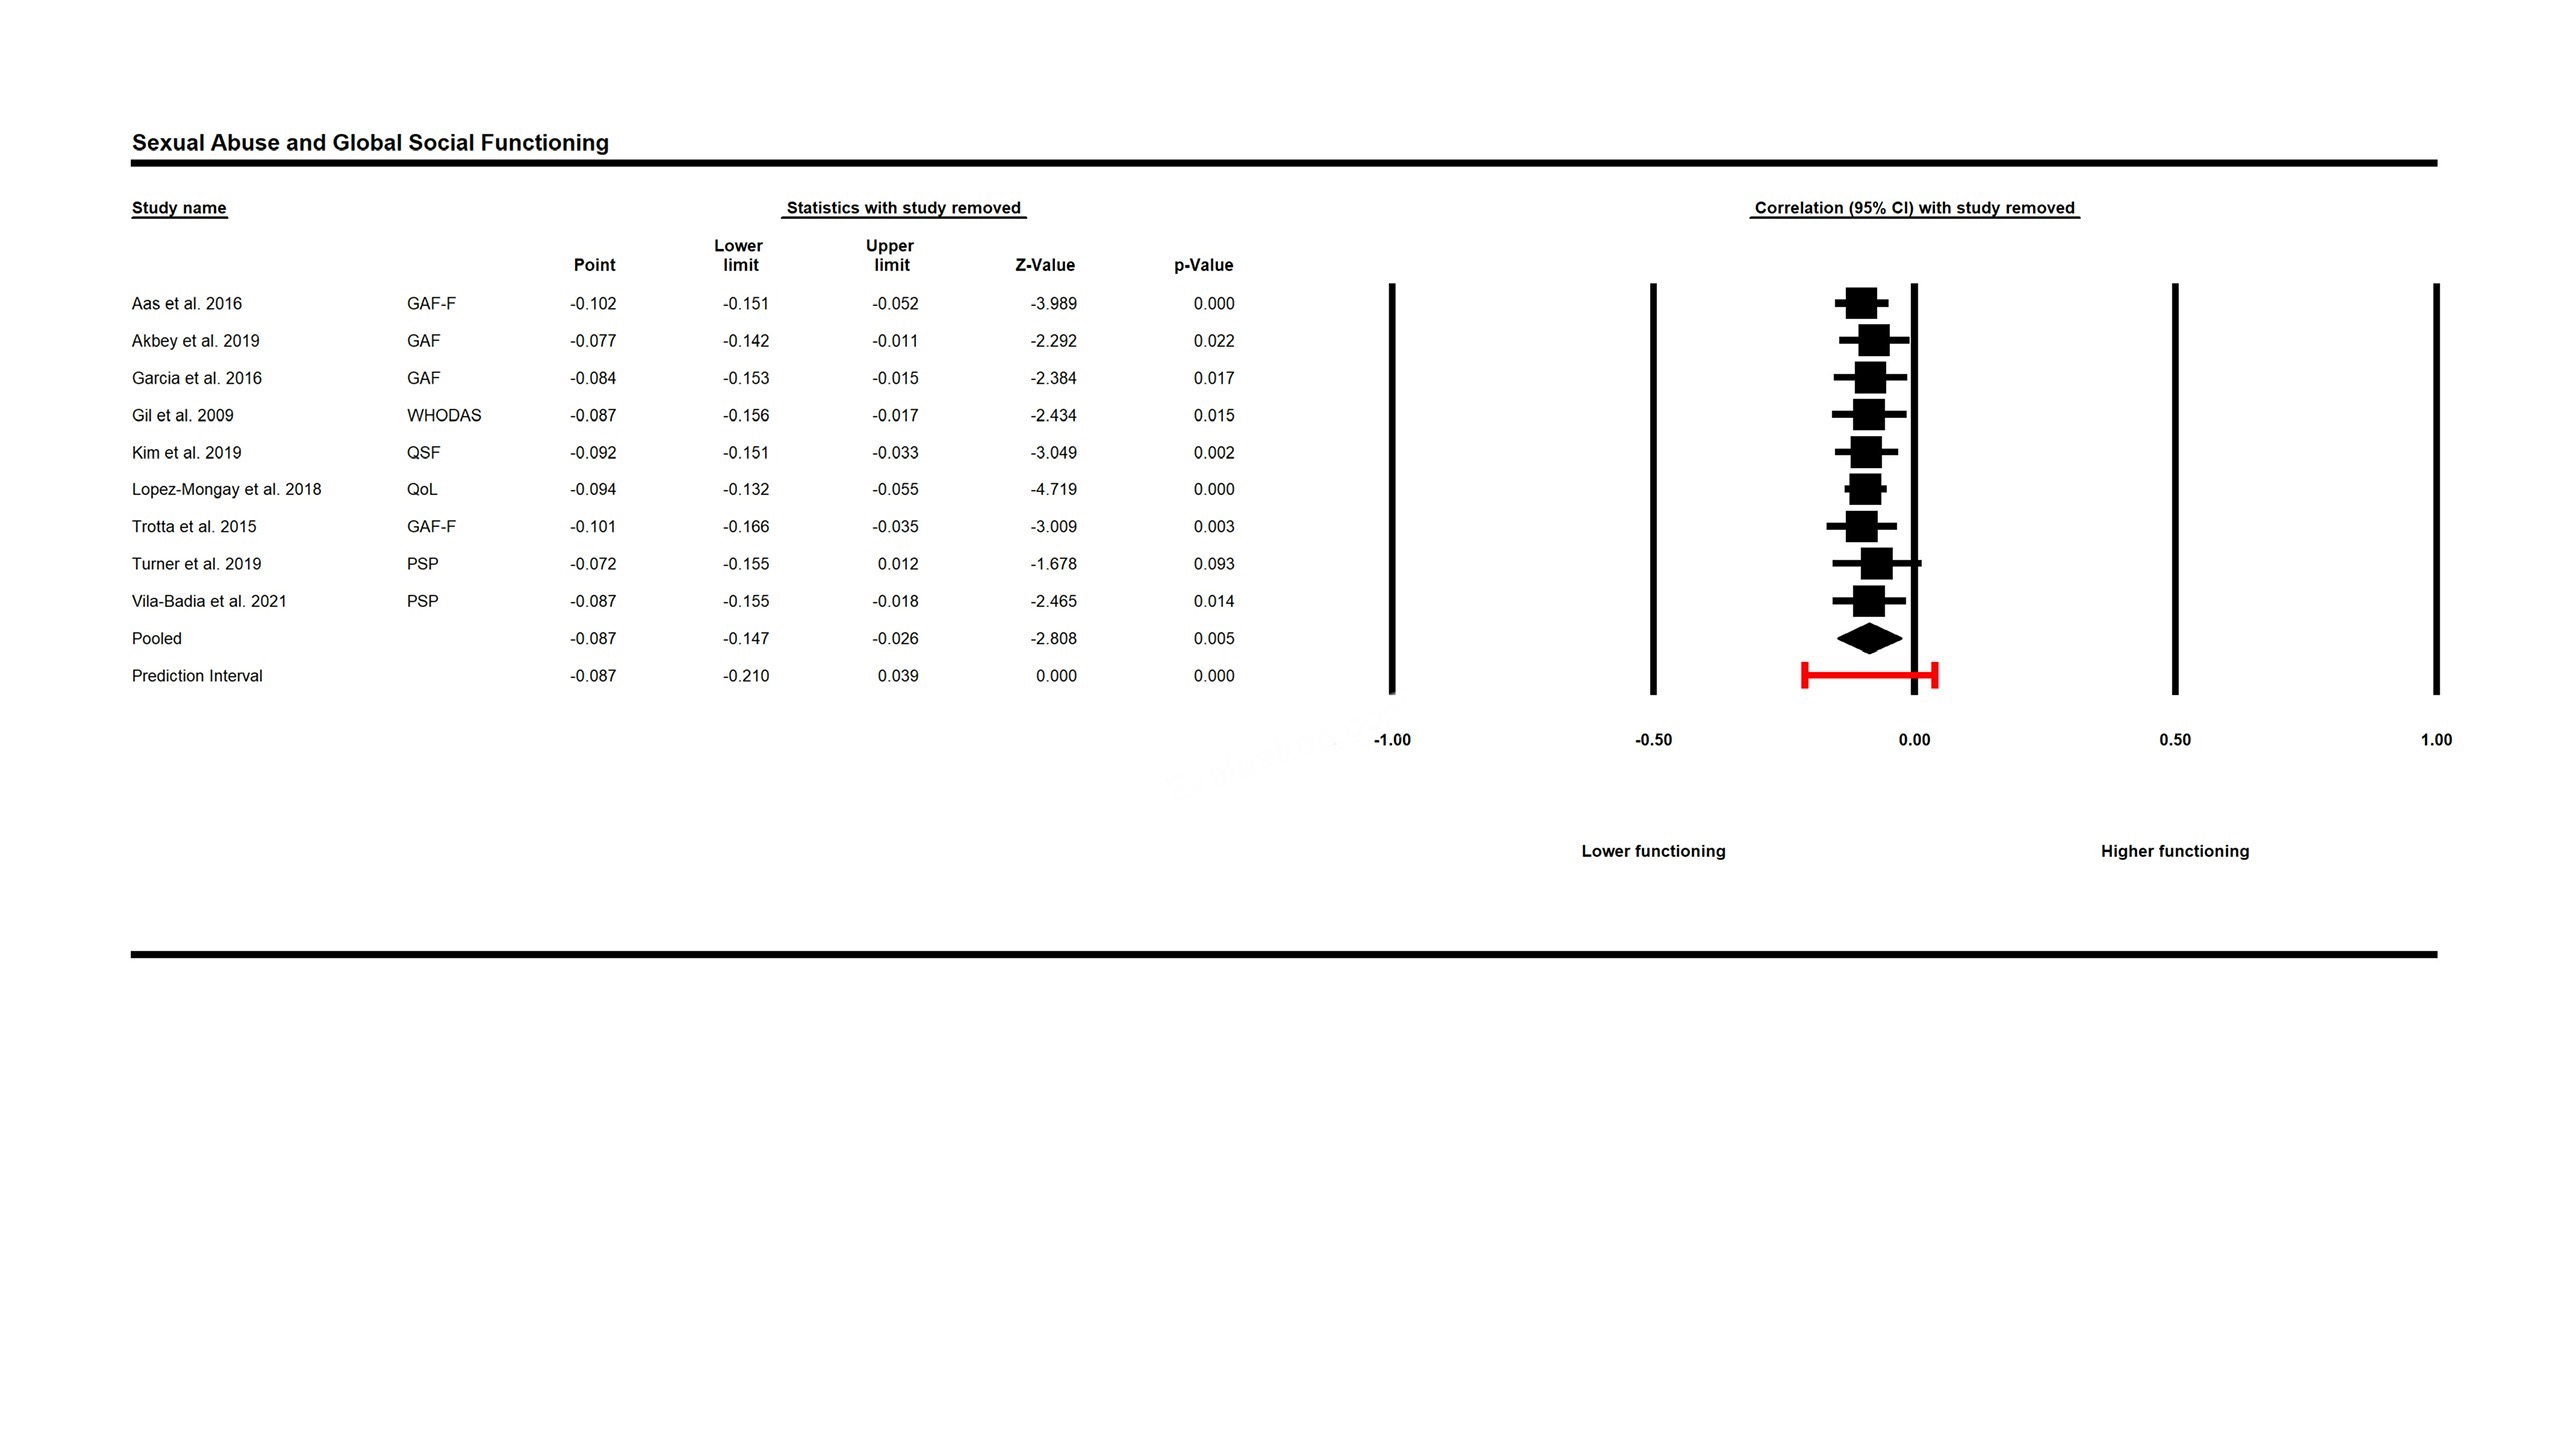 Sexual Abuse and Global Social Functioning
Study name Statistics with study removed Correlation (95% CI) with study removed
Lower Upper
Point limit limit Z-Value p-Value
Aas et al. 2016 GAF-F -0.102 -0.151 -0.052 -3.989 0.000
Akbey et al. 2019 GAF -0.077 -0.142 -0.011 -2.292 0.022
Garcia et al. 2016 GAF -0.084 -0.153 -0.015 -2.384 0.017
Gil et al. 2009 WHODAS -0.087 -0.156 -0.017 -2.434 0.015
Kim et al. 2019 QSF -0.092 -0.151 -0.033 -3.049 0.002
Lopez-Mongay et al. 2018 QoL -0.094 -0.132 -0.055 -4.719 0.000
Trotta et al. 2015 GAF-F -0.101 -0.166 -0.035 -3.009 0.003
Turner et al. 2019 PSP -0.072 -0.155 0.012 -1.678 0.093
Vila-Badia et al. 2021 PSP -0.087 -0.155 -0.018 -2.465 0.014
Pooled -0.087 -0.147 -0.026 -2.808 0.005
Prediction Interval -0.087 -0.210 0.039 0.000 0.000
-1.00 -0.50 0.00 0.50 1.00
Lower functioning Higher functioning